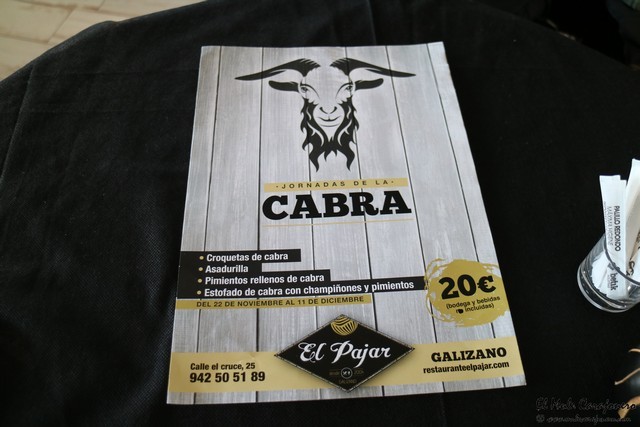 ·JORNADAS DE LA·
CABRA
• Croquetas de cabra
• Asadurilla
• Pimientos rellenos de cabra
• Estofado de cabra con champiñones y pimientos
DEL 22 DE NOVIEMBRE AL 11 DE DICIEMBRE
20€
(bodega y bebidas
incluidas)
El Pajar
Calle el cruce, 25
942 50 51 89
GALIZANO
restauranteelpajar.com
PAULO REDONDO